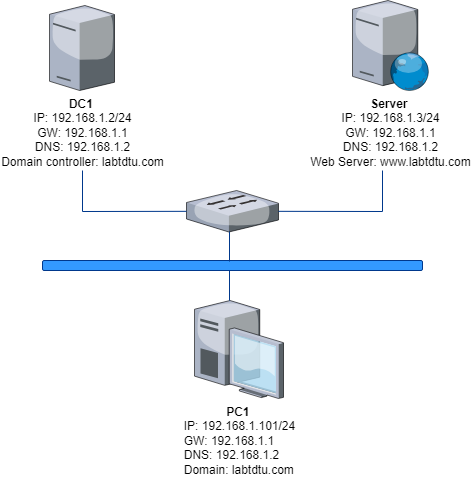 DC1
IP: 192.168.1.2/24
GW: 192.168.1.1
DNS: 192.168.1.2
Domain controller: labtdtu.com
Server
IP: 192.168.1.3/24
GW: 192.168.1.1
DNS: 192.168.1.2
Web Server: www.labtdtu.com
PC1
IP: 192.168.1.101/24
GW: 192.168.1.1
DNS: 192.168.1.2
Domain: labtdtu.com